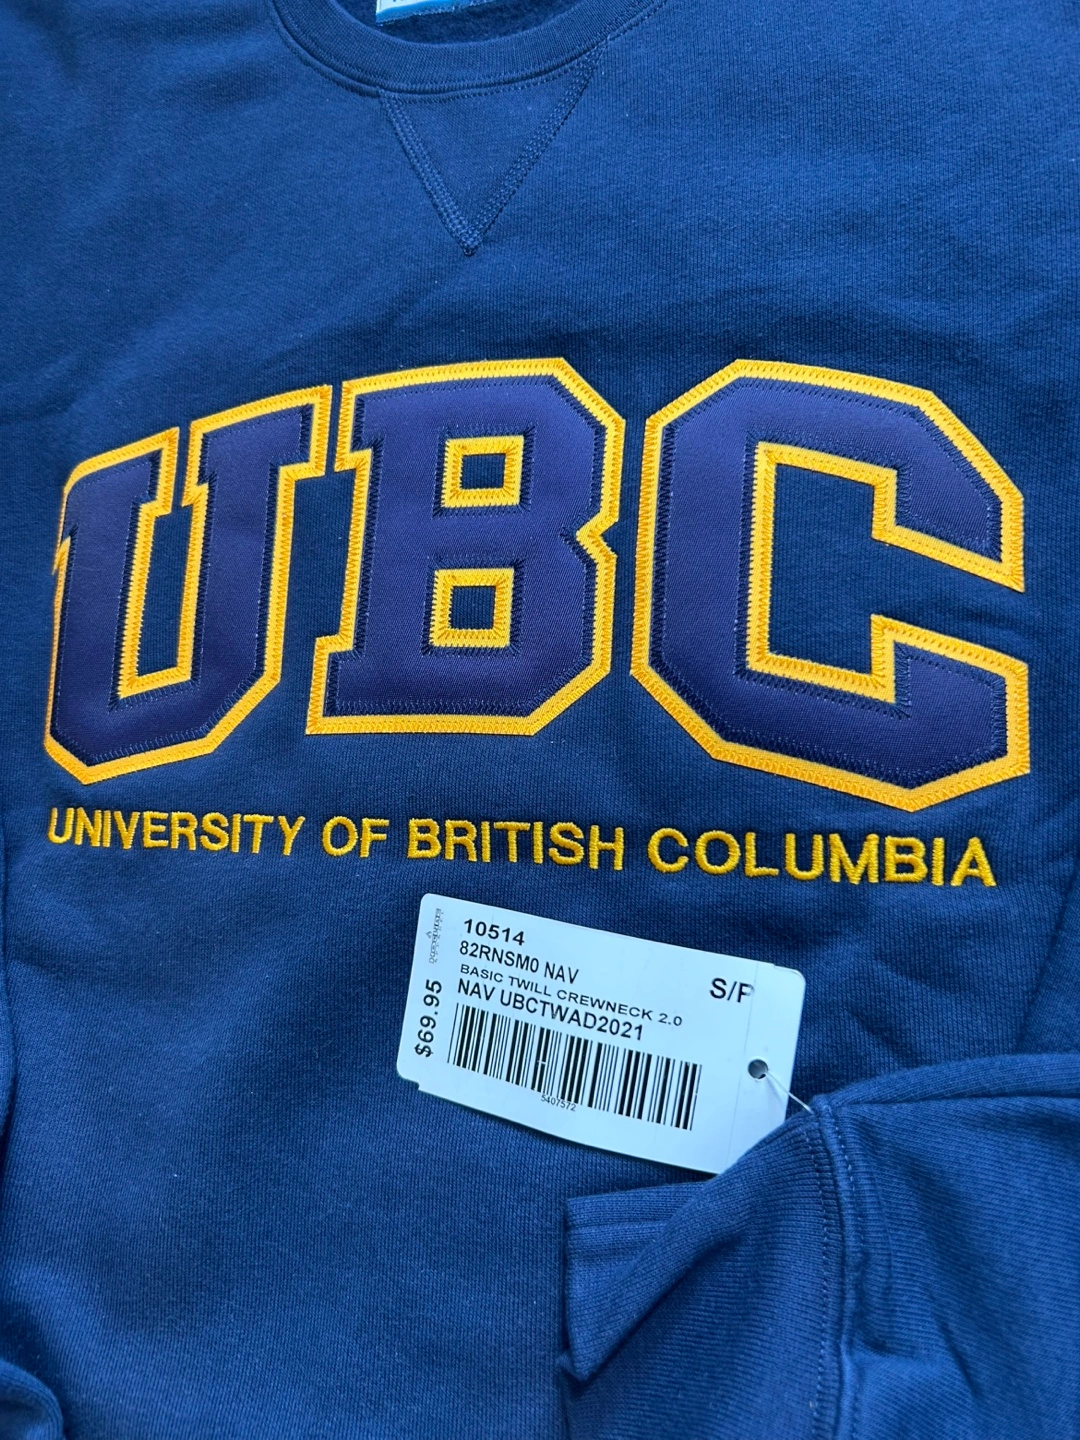 UBC
UNIVERSITY OF BRITISH COLUMBIA
10514
82RNSM0 NAV
S/P
BASIC TWILL CREWNECK 2.0
NAV UBCTWAD2021
$69.95
5407572